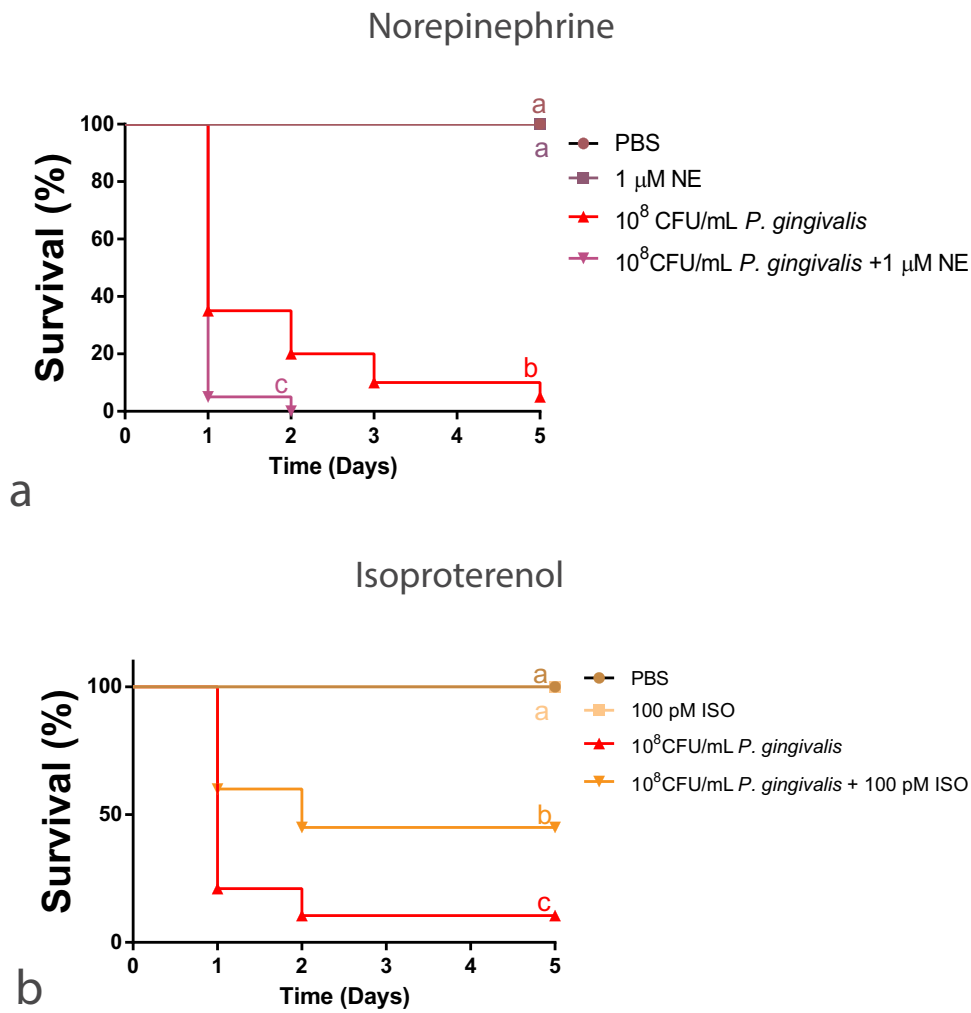 Norepinephrine
a
a
100
80
60
40
20
0
Survival (%)
b
c
0 1 2 3 4 5
Time (Days)
PBS
1 μM NE
10⁸ CFU/mL P. gingivalis
10⁸CFU/mL P. gingivalis +1 μM NE
a
Isoproterenol
a
a
100
50
0
Survival (%)
b
c
0 1 2 3 4 5
Time (Days)
PBS
100 pM ISO
10⁸CFU/mL P. gingivalis
10⁸CFU/mL P. gingivalis + 100 pM ISO
b